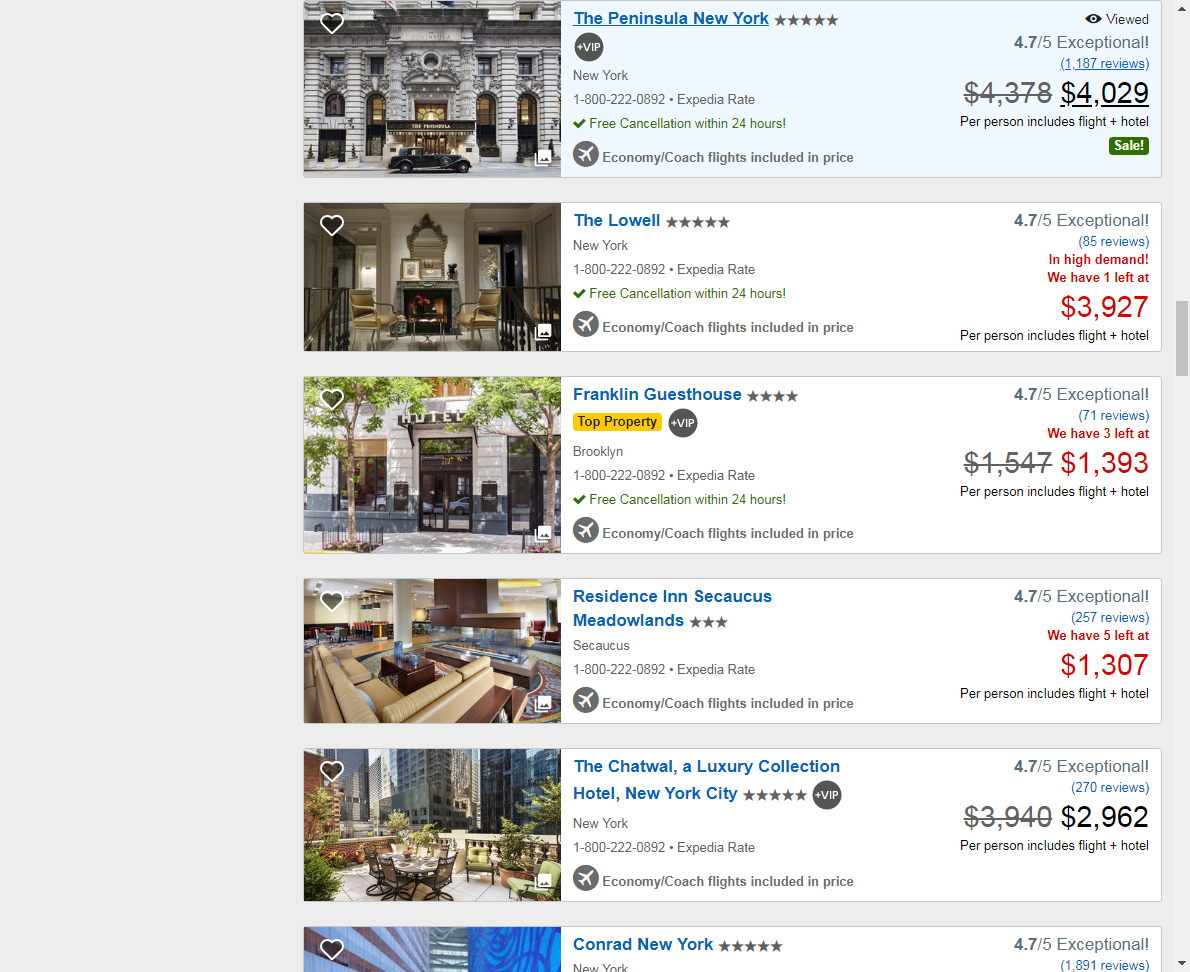 The Peninsula New York
Viewed
+VIP
4.7/5 Exceptional!
(1,187 reviews)
New York
$4,378 $4,029
1-800-222-0892 • Expedia Rate
Per person includes flight + hotel
Free Cancellation within 24 hours!
Sale!
Economy/Coach flights included in price
THE PENINSULA
The Lowell
4.7/5 Exceptional!
(85 reviews)
New York
In high demand!
1-800-222-0892 • Expedia Rate
We have 1 left at
Free Cancellation within 24 hours!
$3,927
Economy/Coach flights included in price
Per person includes flight + hotel
Franklin Guesthouse
4.7/5 Exceptional!
Top Property +VIP
(71 reviews)
We have 3 left at
Brooklyn
$1,547 $1,393
1-800-222-0892 • Expedia Rate
Per person includes flight + hotel
Free Cancellation within 24 hours!
Economy/Coach flights included in price
HOTEL
Residence Inn Secaucus
Meadowlands
4.7/5 Exceptional!
(257 reviews)
We have 5 left at
Secaucus
$1,307
1-800-222-0892 • Expedia Rate
Per person includes flight + hotel
Economy/Coach flights included in price
The Chatwal, a Luxury Collection
Hotel, New York City +VIP
4.7/5 Exceptional!
(270 reviews)
$3,940 $2,962
New York
1-800-222-0892 • Expedia Rate
Per person includes flight + hotel
Economy/Coach flights included in price
Conrad New York
4.7/5 Exceptional!
(1,891 reviews)
New York